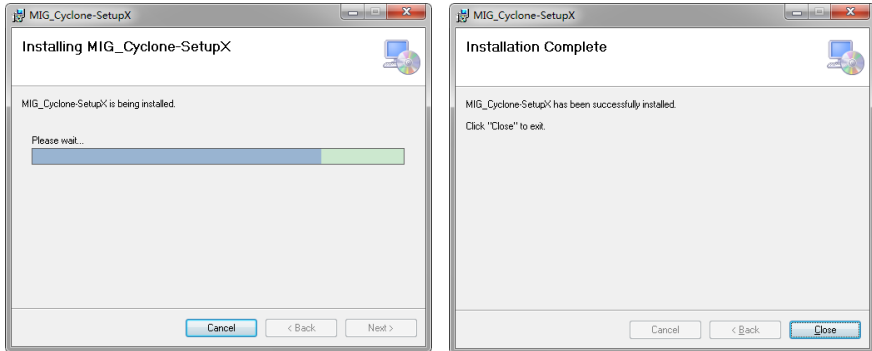 MIG_Cyclone-SetupX
Installing MIG_Cyclone-SetupX
MIG_Cyclone-SetupX is being installed.
Please wait...
Cancel
< Back
Next >
MIG_Cyclone-SetupX
Installation Complete
MIG_Cyclone-SetupX has been successfully installed.
Click "Close" to exit.
Cancel
< Back
Close